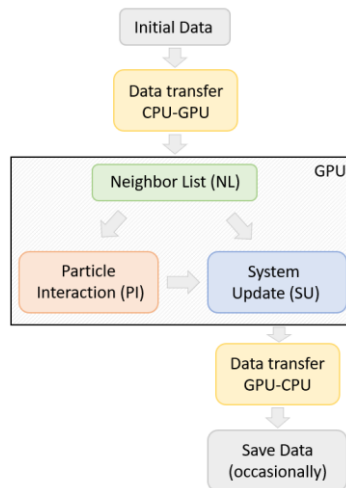 Initial Data
Data transfer
CPU-GPU
GPU
Neighbor List (NL)
Particle
Interaction (PI)
System
Update (SU)
Data transfer
GPU-CPU
Save Data
(occasionally)